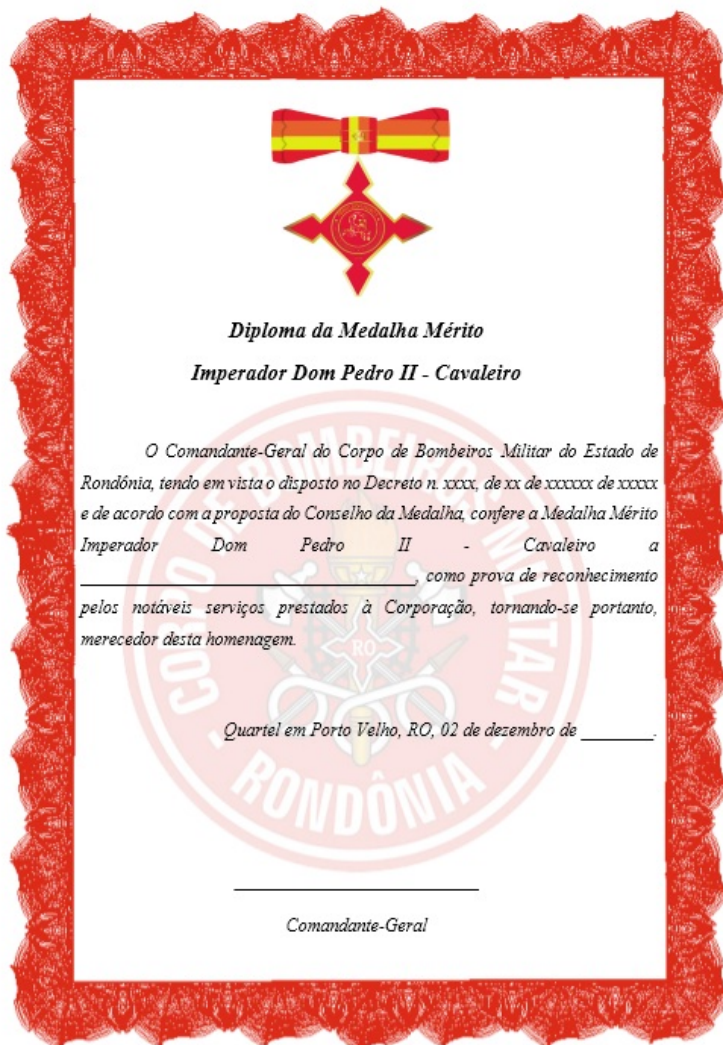 Diploma da Medalha Mérito
Imperador Dom Pedro II - Cavaleiro
O Comandante-Geral do Corpo de Bombeiros Militar do Estado de
Rondônia, tendo em vista o disposto no Decreto n. xxxx, de xx de xxxxxx de xxxxx
e de acordo com a proposta do Conselho da Medalha, confere a Medalha Mérito
Imperador Dom Pedro II - Cavaleiro a
____________________, como prova de reconhecimento
pelos notáveis serviços prestados à Corporação, tornando-se portanto,
merecedor desta homenagem.
CORPO DE BOMBEIROS MILITAR
RO
- RONDÔNIA -
Quartel em Porto Velho, RO, 02 de dezembro de ________.
Comandante-Geral